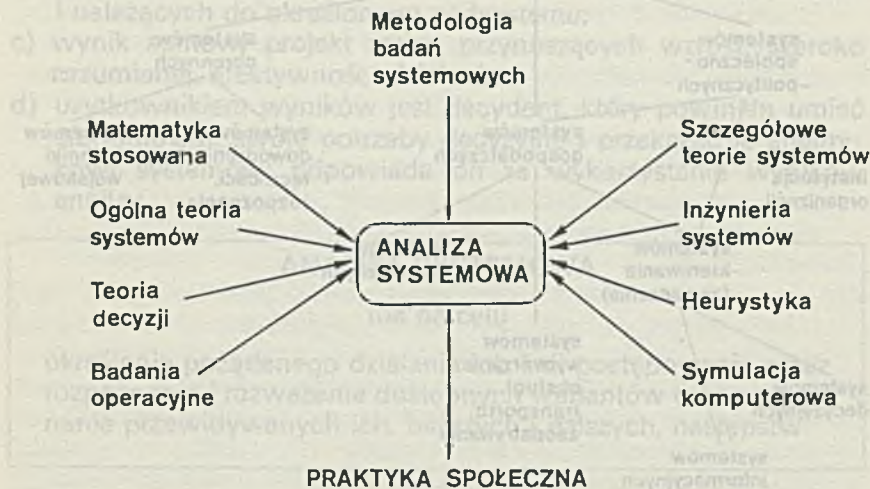 Metodologia
badań
systemowych
Matematyka
stosowana
Szczegółowe
teorie systemów
Ogólna teoria
systemów
Inżynieria
systemów
ANALIZA
SYSTEMOWA
Teoria
decyzji
Heurystyka
Badania
operacyjne
Symulacja
komputerowa
PRAKTYKA SPOŁECZNA